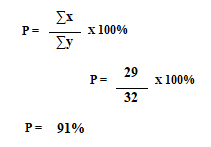 P = ∑x / ∑y x 100%
P = 29 / 32 x 100%
P = 91%